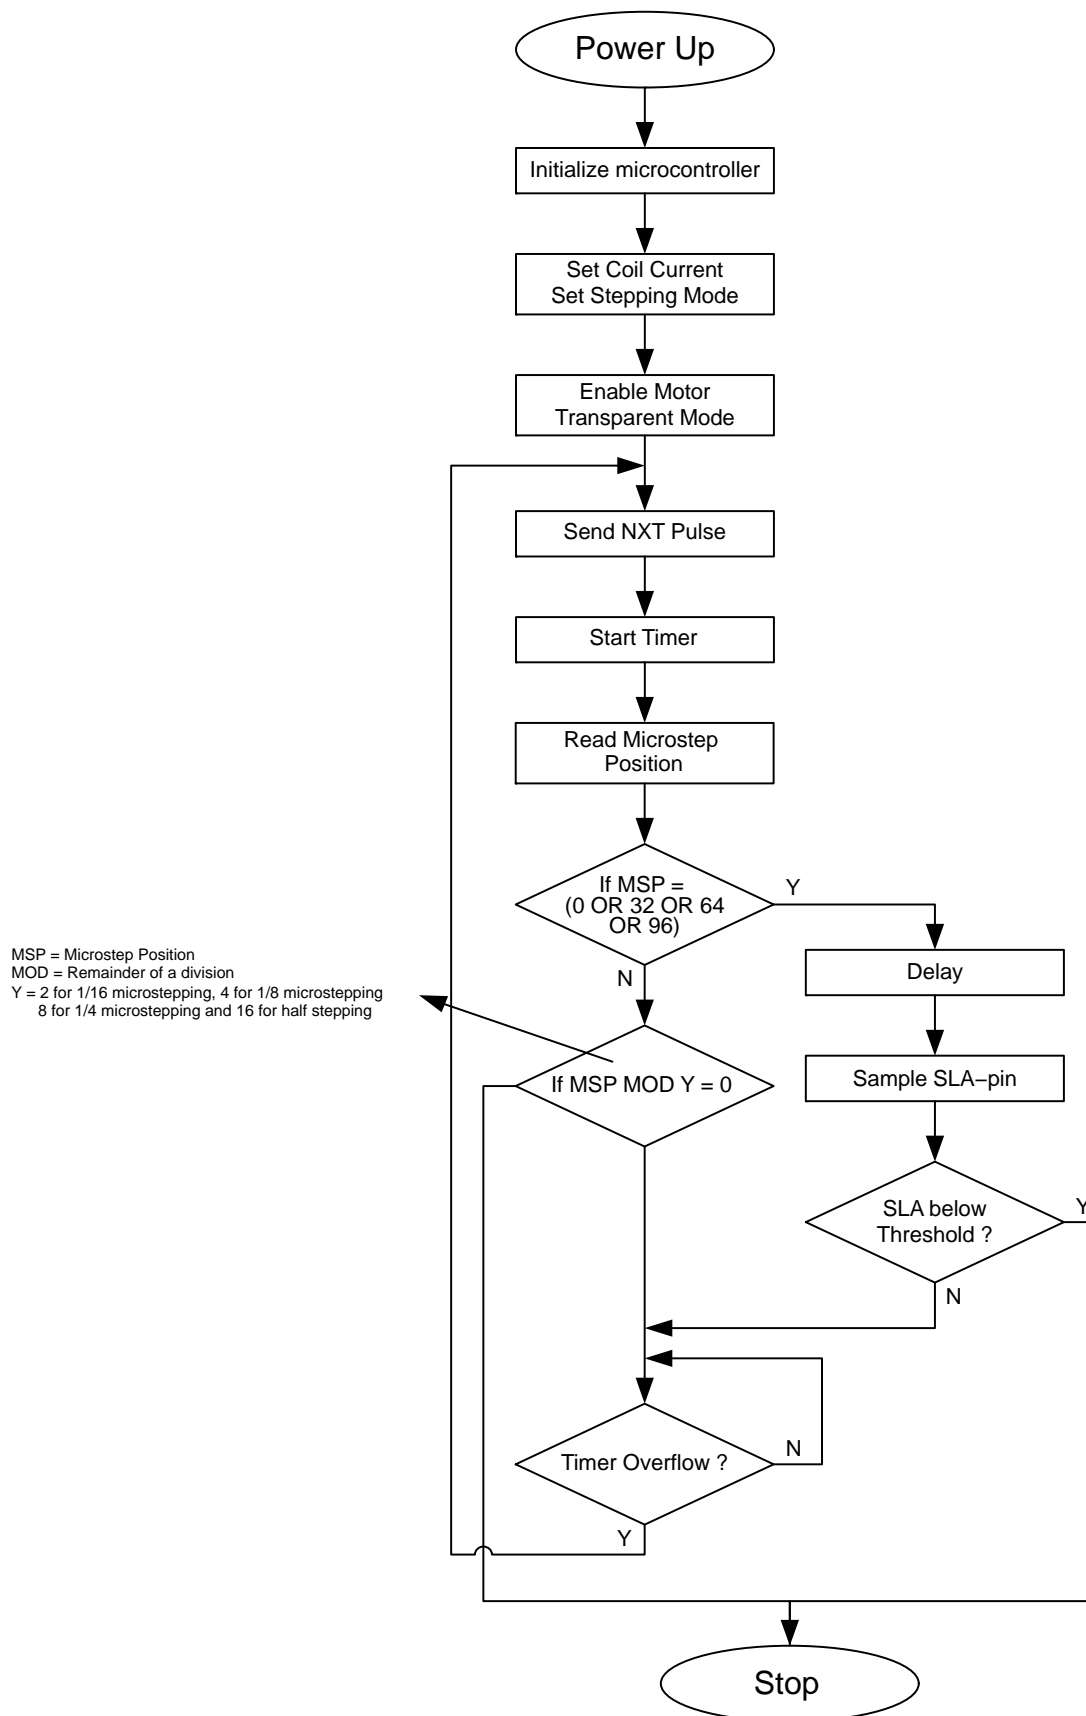 Power Up
Initialize microcontroller
Set Coil Current
Set Stepping Mode
Enable Motor
Transparent Mode
Send NXT Pulse
Start Timer
Read Microstep
Position
If MSP =
(0 OR 32 OR 64
OR 96)
Y
N
Delay
MSP = Microstep Position
MOD = Remainder of a division
Y = 2 for 1/16 microstepping, 4 for 1/8 microstepping
8 for 1/4 microstepping and 16 for half stepping
If MSP MOD Y = 0
Sample SLA−pin
SLA below
Threshold ?
Y
N
Timer Overflow ?
N
Y
Stop